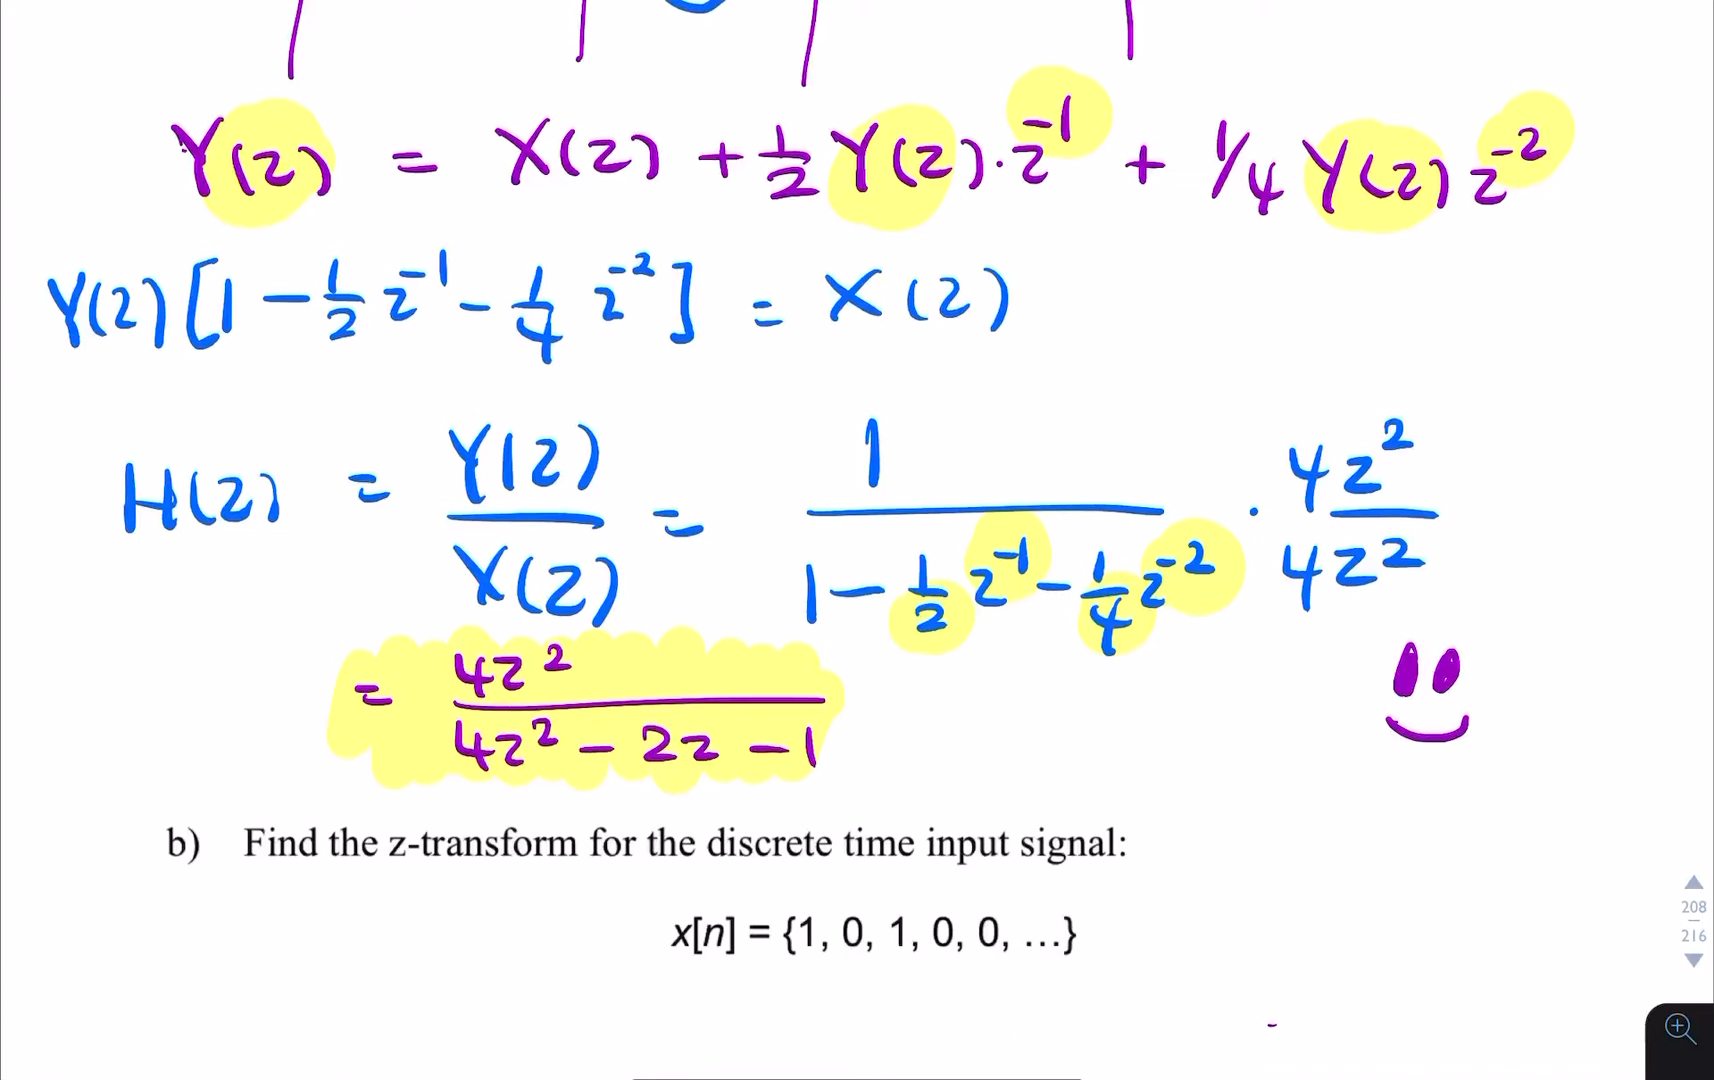 Y(z) = X(z) + 1/2 Y(z)·z⁻¹ + 1/4 Y(z) z⁻²
Y(z)[1 − 1/2 z⁻¹ − 1/4 z⁻²] = X(z)
H(z) = Y(z)/X(z) = 1/(1 − 1/2 z⁻¹ − 1/4 z⁻²) · 4z²/4z²
= 4z²/(4z² − 2z − 1)
b) Find the z-transform for the discrete time input signal:
x[n] = {1, 0, 1, 0, 0, …}
208
216